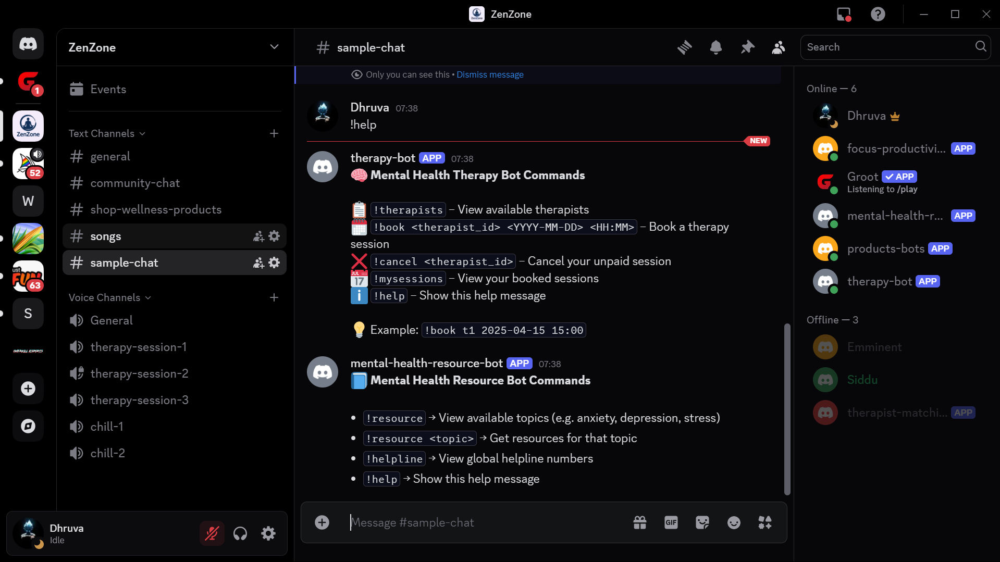 ZenZone
ZenZone
Events
Text Channels
general
community-chat
shop-wellness-products
songs
sample-chat
Voice Channels
General
therapy-session-1
therapy-session-2
therapy-session-3
chill-1
chill-2
1
ZenZone
52
W
ust
FUN
63
S
OVERKILL ESPORTS
Dhruva
Idle
sample-chat
Search
Only you can see this • Dismiss message
Dhruva 07:38
!help
NEW
therapy-bot APP 07:38
Mental Health Therapy Bot Commands
!therapists – View available therapists
!book <therapist_id> <YYYY-MM-DD> <HH:MM> – Book a therapy
session
!cancel <therapist_id> – Cancel your unpaid session
JUL 17 !mysessions – View your booked sessions
!help – Show this help message
Example: !book t1 2025-04-15 15:00
mental-health-resource-bot APP 07:38
Mental Health Resource Bot Commands
• !resource → View available topics (e.g. anxiety, depression, stress)
• !resource <topic> → Get resources for that topic
• !helpline → View global helpline numbers
• !help → Show this help message
Message #sample-chat
GIF
Online — 6
Dhruva
focus-productivi... APP
Groot ✓ APP
Listening to /play
mental-health-r... APP
products-bots APP
therapy-bot APP
Offline — 3
Emminent
Siddu
therapist-matchi... APP